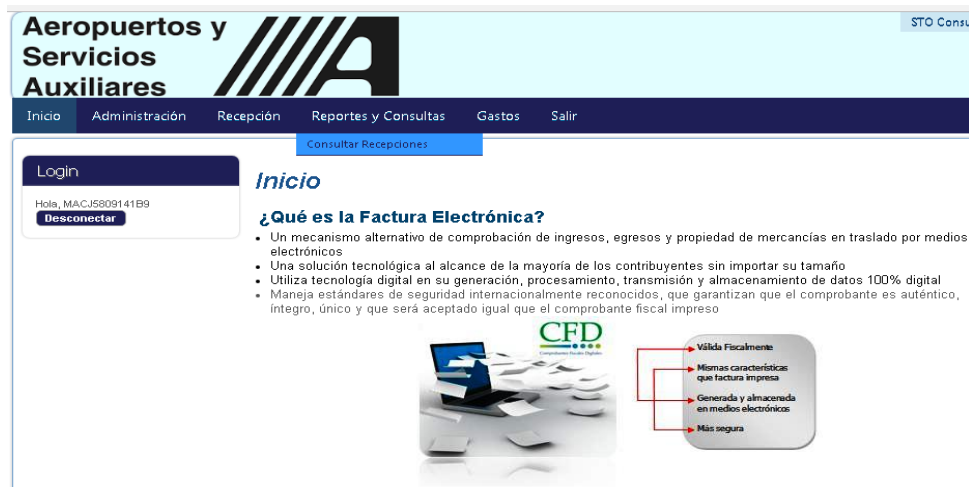 Aeropuertos y
Servicios
Auxiliares
STO Consu
Inicio Administración Recepción Reportes y Consultas Gastos Salir
Consultar Recepciones
Login
Hola, MACJ5809141B9
Desconectar
Inicio
¿Qué es la Factura Electrónica?
Un mecanismo alternativo de comprobación de ingresos, egresos y propiedad de mercancías en traslado por medios
electrónicos
Una solución tecnológica al alcance de la mayoría de los contribuyentes sin importar su tamaño
Utiliza tecnología digital en su generación, procesamiento, transmisión y almacenamiento de datos 100% digital
Maneja estándares de seguridad internacionalmente reconocidos, que garantizan que el comprobante es auténtico,
íntegro, único y que será aceptado igual que el comprobante fiscal impreso
CFD
Comprobantes Fiscales Digitales
Válida Fiscalmente
Mismas características
que factura impresa
Generada y almacenada
en medios electrónicos
Más segura